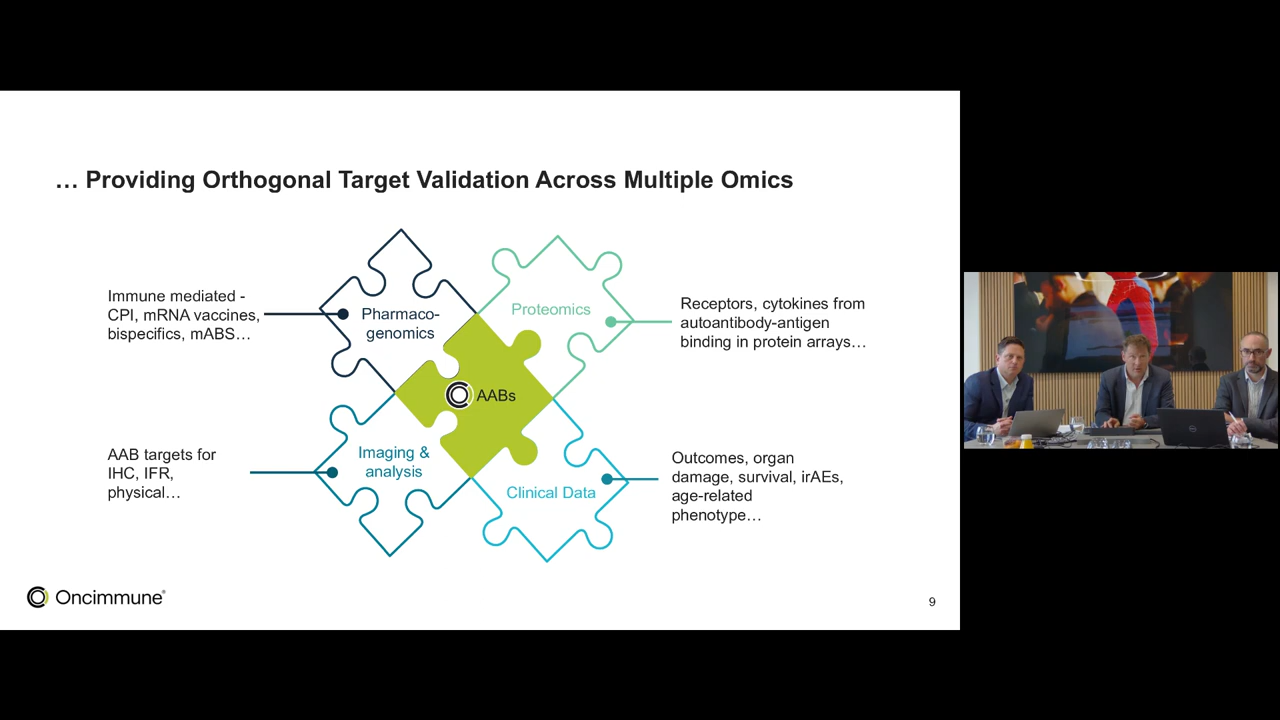 … Providing Orthogonal Target Validation Across Multiple Omics
Immune mediated -
CPI, mRNA vaccines,
bispecifics, mABS…
Pharmaco-
genomics
Proteomics
Receptors, cytokines from
autoantibody-antigen
binding in protein arrays…
AABs
AAB targets for
IHC, IFR,
physical…
Imaging &
analysis
Clinical Data
Outcomes, organ
damage, survival, irAEs,
age-related
phenotype…
Oncimmune®
9